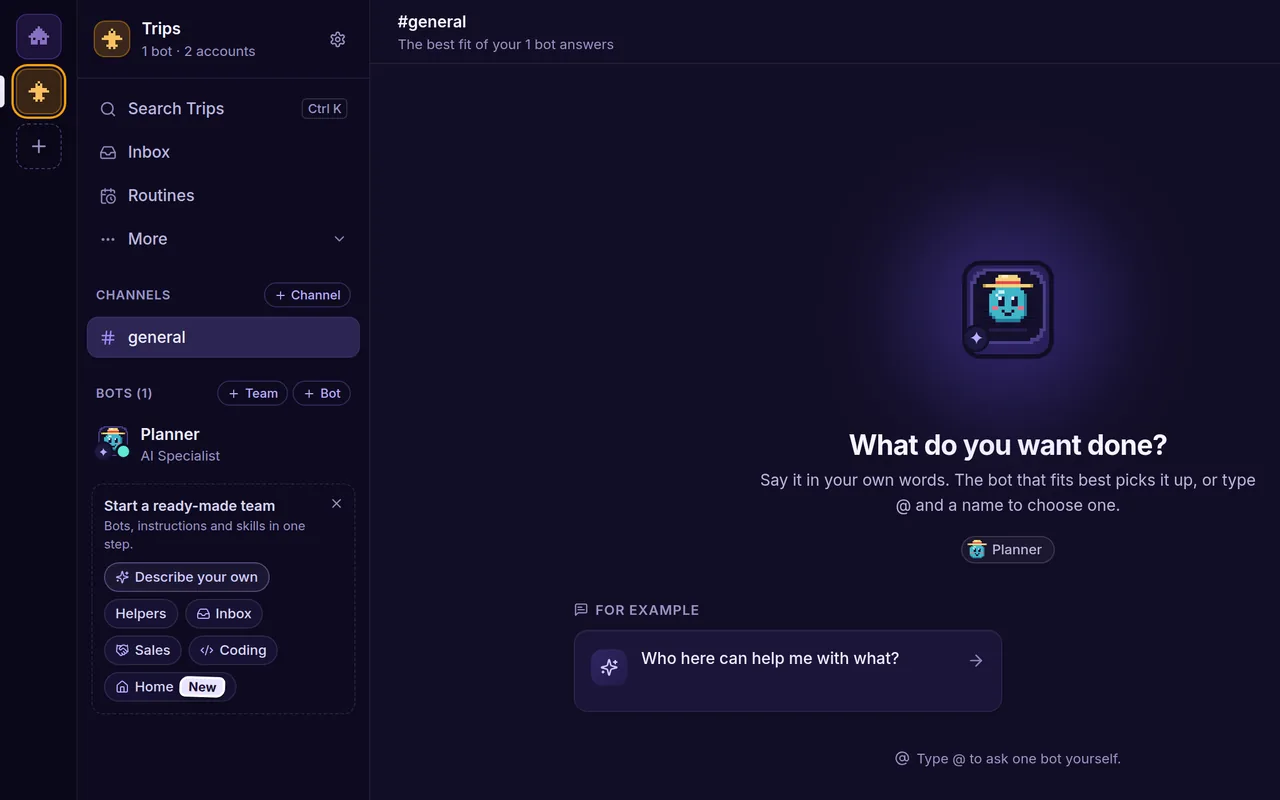 Trips
1 bot · 2 accounts
Search Trips
Ctrl K
Inbox
Routines
More
CHANNELS
+ Channel
# general
BOTS (1)
+ Team
+ Bot
Planner
AI Specialist
Start a ready-made team
Bots, instructions and skills in one
step.
Describe your own
Helpers
Inbox
Sales
Coding
Home New
#general
The best fit of your 1 bot answers
What do you want done?
Say it in your own words. The bot that fits best picks it up, or type
@ and a name to choose one.
Planner
FOR EXAMPLE
Who here can help me with what?
@ Type @ to ask one bot yourself.